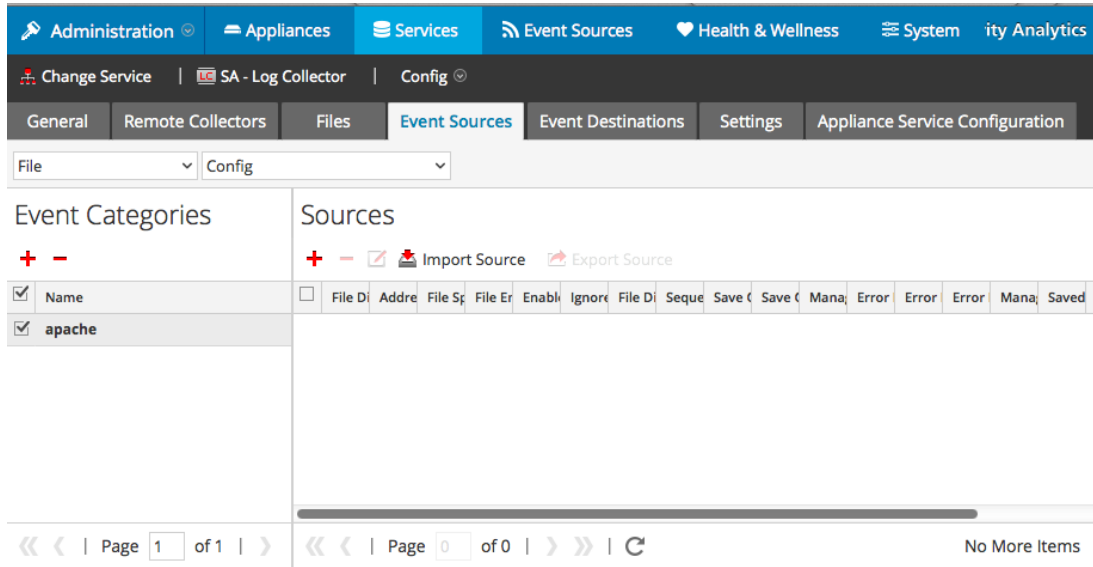 Administration Appliances Services Event Sources Health & Wellness System ity Analytics
Change Service | LC SA - Log Collector | Config
General Remote Collectors Files Event Sources Event Destinations Settings Appliance Service Configuration
File Config
Event Categories
Sources
Import Source Export Source
Name
File Di Addre File Sp File En Enabl Ignore File Di Seque Save Save Mana Error Error Error Mana Saved
apache
| Page 1 of 1 |
| Page 0 of 0 | | No More Items